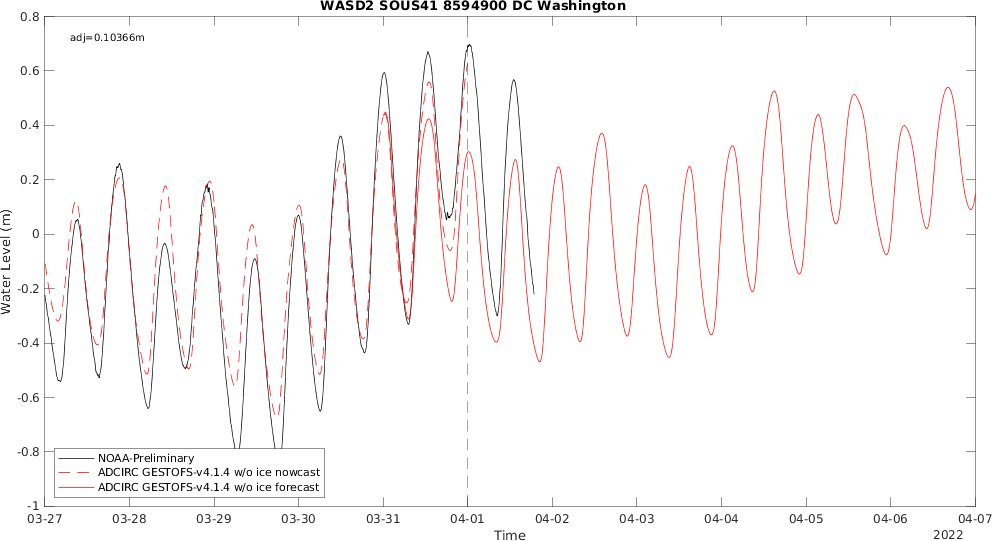 WASD2 SOUS41 8594900 DC Washington
adj=0.10366m
0.8
0.6
0.4
0.2
0
-0.2
-0.4
-0.6
-0.8
-1
Water Level (m)
NOAA-Preliminary
ADCIRC GESTOFS-v4.1.4 w/o ice nowcast
ADCIRC GESTOFS-v4.1.4 w/o ice forecast
03-27 03-28 03-29 03-30 03-31 04-01 04-02 04-03 04-04 04-05 04-06 04-07
Time
2022